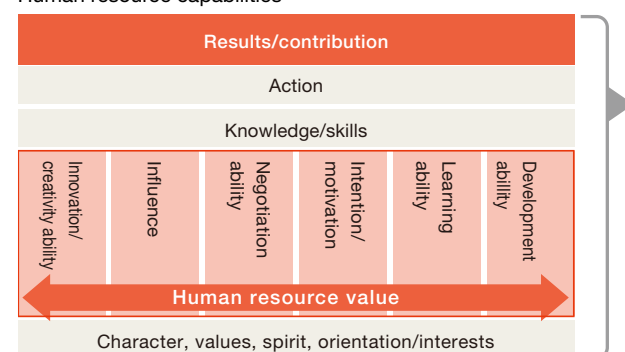 Human resource capabilities
Results/contribution
Action
Knowledge/skills
Innovation/
creativity ability
Influence
Negotiation
ability
Intention/
motivation
Learning
ability
Development
abillity
Human resource value
Character, values, spirit, orientation/interests